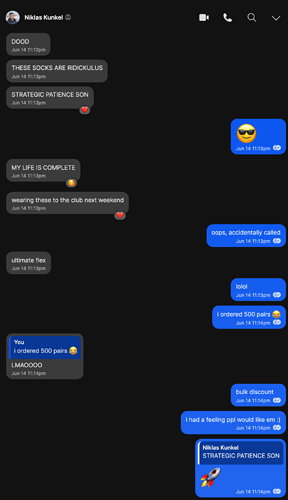 Niklas Kunkel
DOOD
Jun 14 11:12pm
THESE SOCKS ARE RIDICKULUS
Jun 14 11:13pm
STRATEGIC PATIENCE SON
Jun 14 11:13pm
😎
Jun 14 11:13pm
MY LIFE IS COMPLETE
Jun 14 11:13pm
wearing these to the club next weekend
Jun 14 11:13pm
oops, accidentally called
Jun 14 11:13pm
ultimate flex
Jun 14 11:13pm
lolol
Jun 14 11:13pm
i ordered 500 pairs 😂
Jun 14 11:14pm
You
i ordered 500 pairs 😂
LMAOOOO
Jun 14 11:14pm
bulk discount
Jun 14 11:14pm
I had a feeling ppl would like em :)
Jun 14 11:14pm
Niklas Kunkel
STRATEGIC PATIENCE SON
🚀
Jun 14 11:14pm